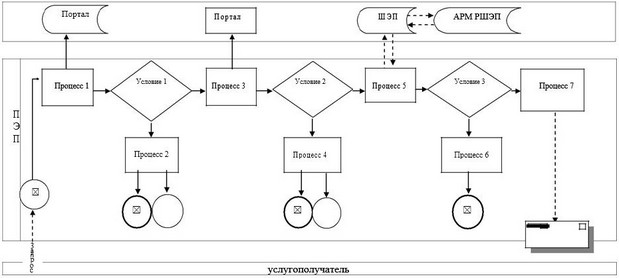 Портал
Портал
ШЭП
АРМ РШЭП
ПЭП
Процесс 1
Условие 1
Процесс 3
Условие 2
Процесс 5
Условие 3
Процесс 7
Процесс 2
Процесс 4
Процесс 6
услугополучатель